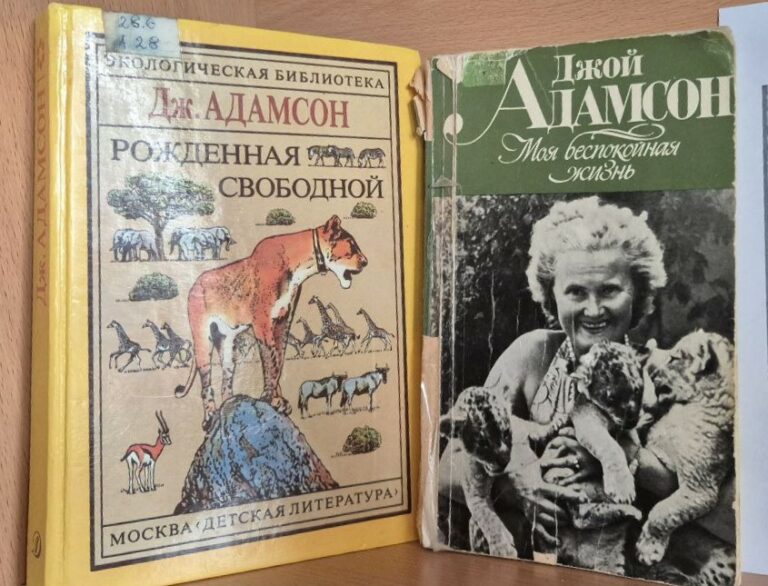 28.6
А 28
ЭКОЛОГИЧЕСКАЯ БИБЛИОТЕКА
Дж. АДАМСОН
РОЖДЕННАЯ
СВОБОДНОЙ
МОСКВА «ДЕТСКАЯ ЛИТЕРАТУРА»
Дж. АДАМСОН
Джой
АДАМСОН
Моя беспокойная
жизнь